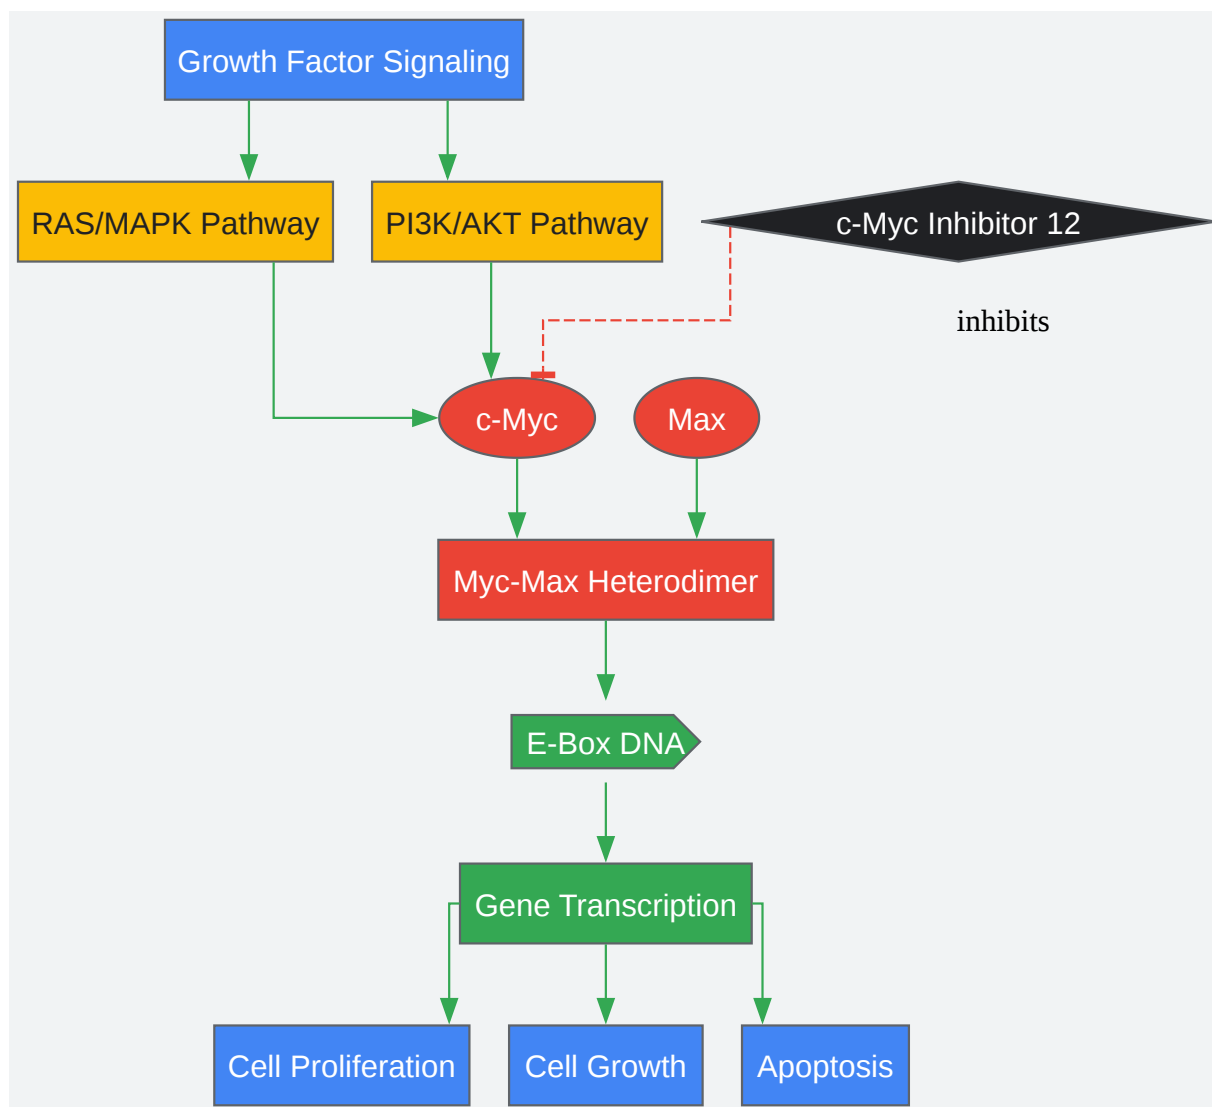 Growth Factor Signaling
RAS/MAPK Pathway
PI3K/AKT Pathway
c-Myc Inhibitor 12
inhibits
c-Myc
Max
Myc-Max Heterodimer
E-Box DNA
Gene Transcription
Cell Proliferation
Cell Growth
Apoptosis